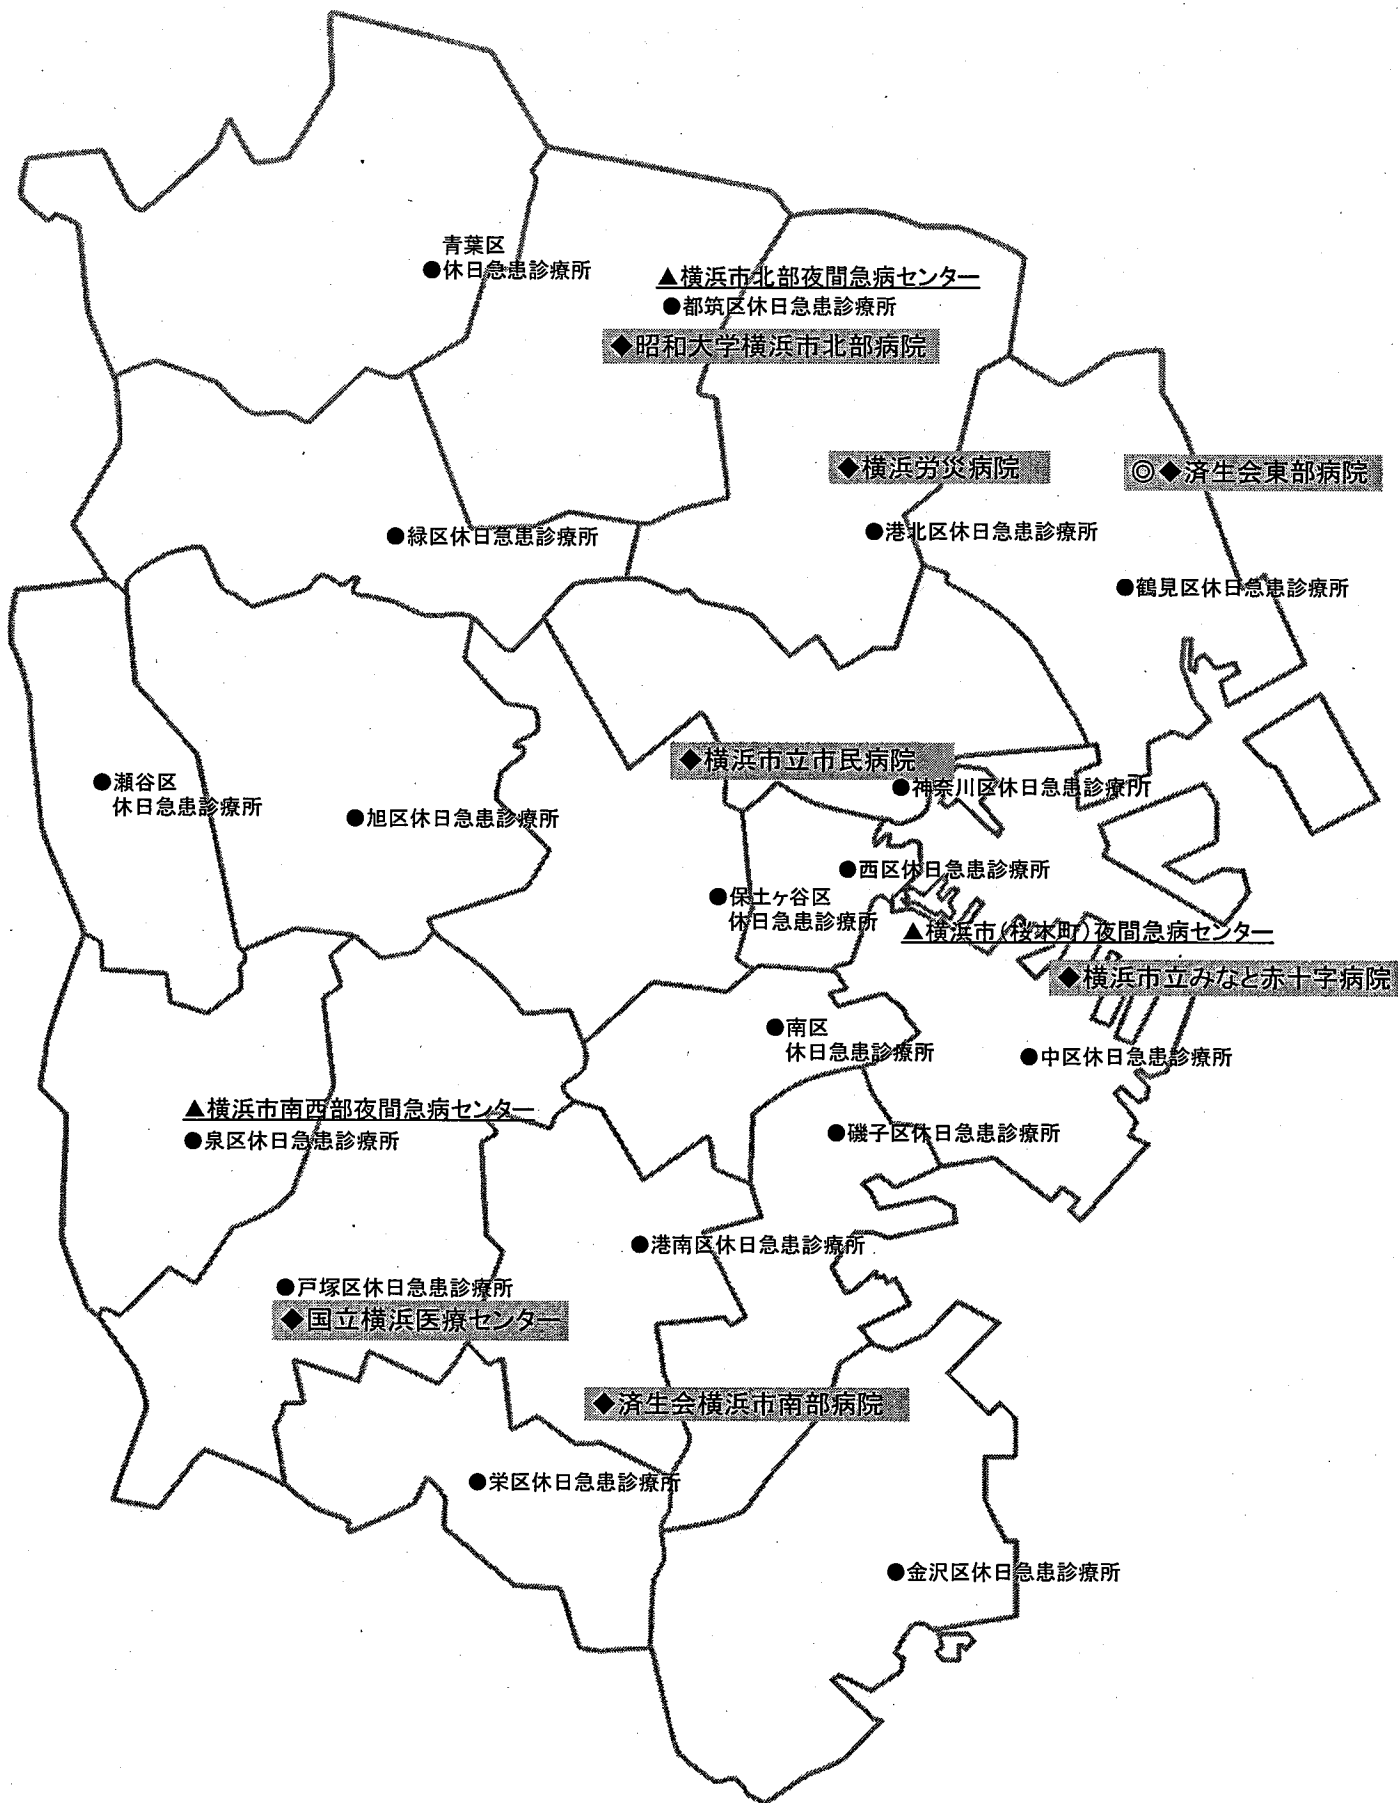 青葉区
●休日急患診療所
▲横浜市北部夜間急病センター
●都筑区休日急患診療所
◆昭和大学横浜市北部病院
◆横浜労災病院
◎◆済生会東部病院
●緑区休日急患診療所
●港北区休日急患診療所
●鶴見区休日急患診療所
◆横浜市立市民病院
●瀬谷区
休日急患診療所
●神奈川区休日急患診療所
●旭区休日急患診療所
●西区休日急患診療所
●保土ヶ谷区
休日急患診療所
▲横浜市(桜木町)夜間急病センター
◆横浜市立みなと赤十字病院
●南区
休日急患診療所
●中区休日急患診療所
▲横浜市南西部夜間急病センター
●泉区休日急患診療所
●磯子区休日急患診療所
●港南区休日急患診療所
●戸塚区休日急患診療所
◆国立横浜医療センター
◆済生会横浜市南部病院
●栄区休日急患診療所
●金沢区休日急患診療所